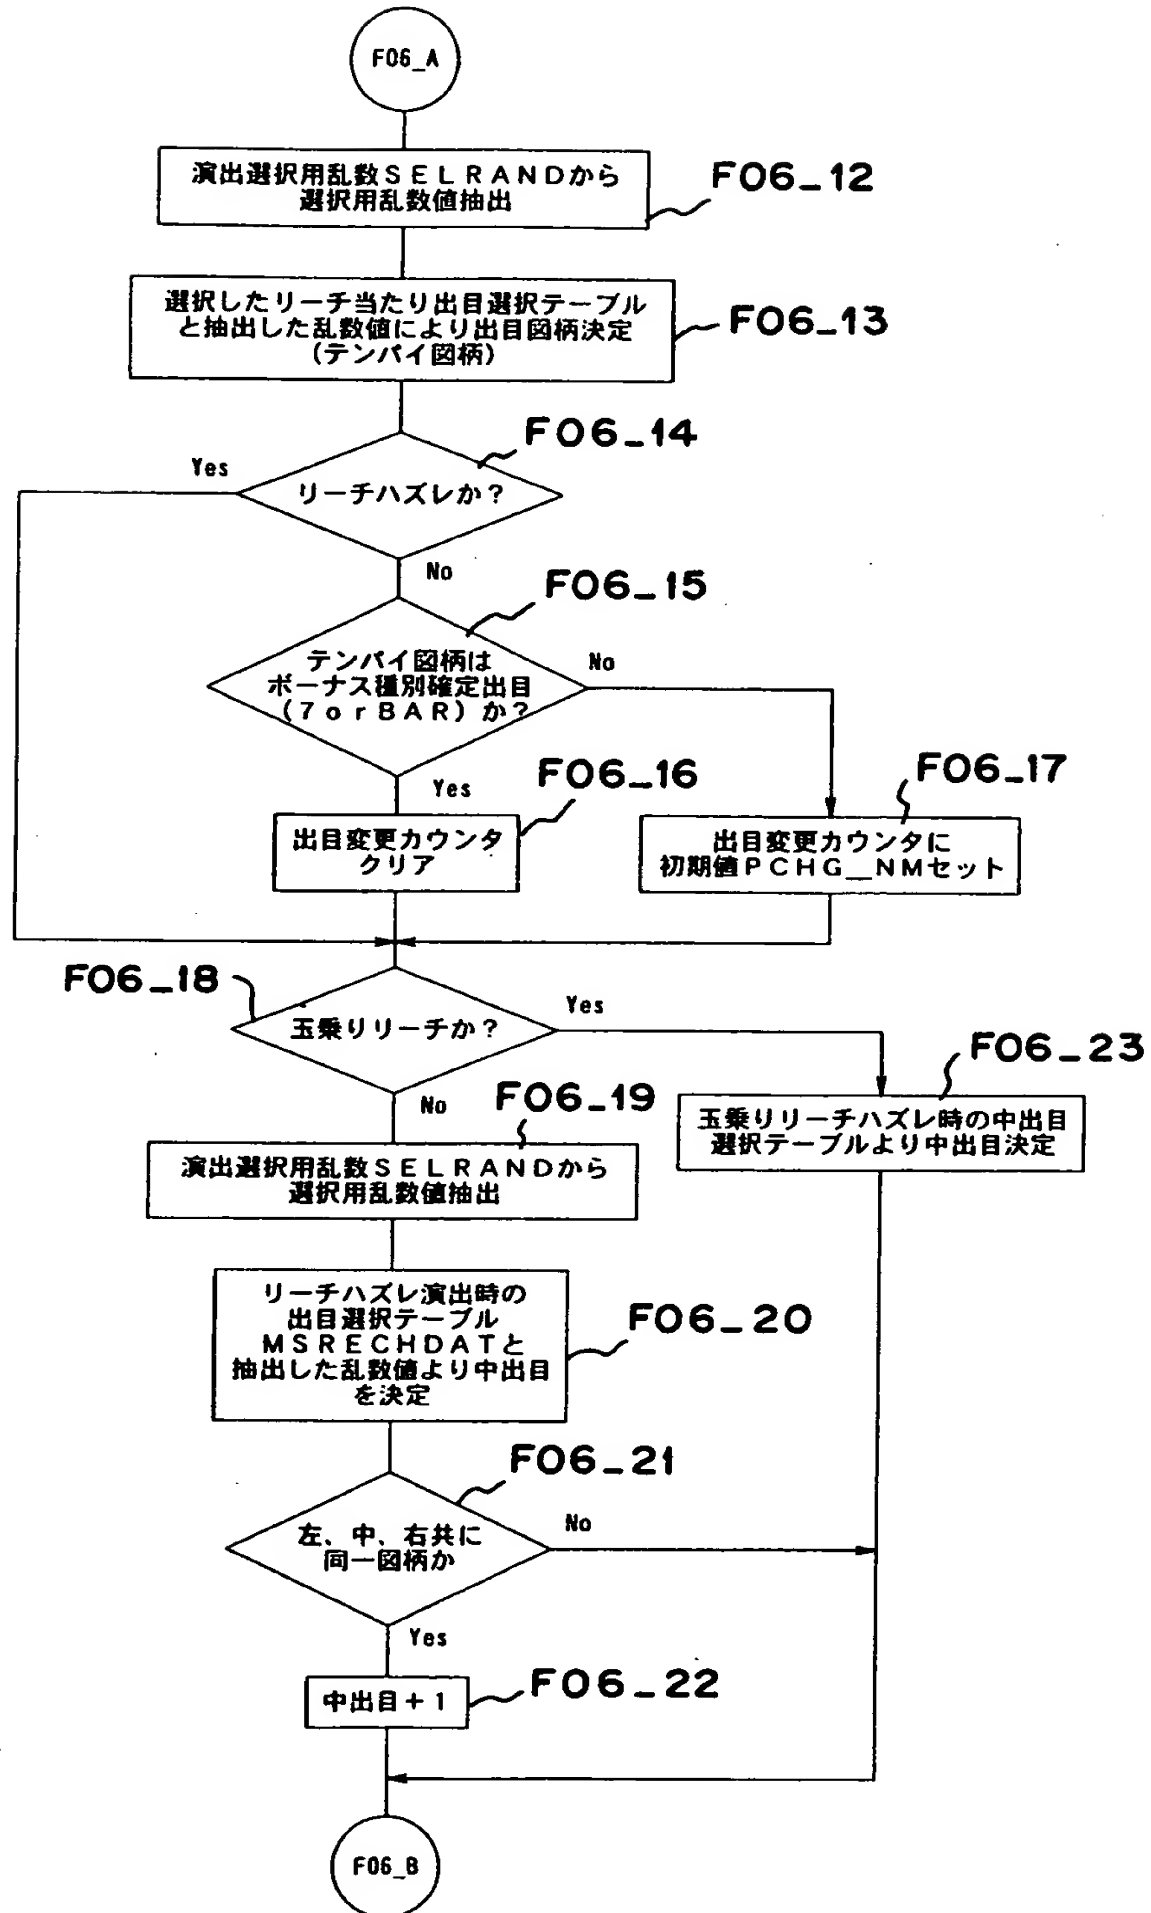 F06_A
演出選択用乱数SELRANDから
選択用乱数値抽出
F06_12
選択したリーチ当たり出目選択テーブル
と抽出した乱数値により出目図柄決定
(テンパイ図柄)
F06_13
F06_14
Yes
リーチハズレか?
No
F06_15
テンパイ図柄は
ボーナス種別確定出目
(7orBAR)か?
No
Yes
F06_16
F06_17
出目変更カウンタ
クリア
出目変更カウンタに
初期値PCHG__NMセット
F06_18
玉乗りリーチか?
Yes
F06_23
No
F06_19
玉乗りリーチハズレ時の中出目
選択テーブルより中出目決定
演出選択用乱数SELRANDから
選択用乱数値抽出
リーチハズレ演出時の
出目選択テーブル
MSRECHDATと
抽出した乱数値より中出目
を決定
F06_20
F06_21
左、中、右共に
同一図柄か
No
Yes
F06_22
中出目+1
F06_B